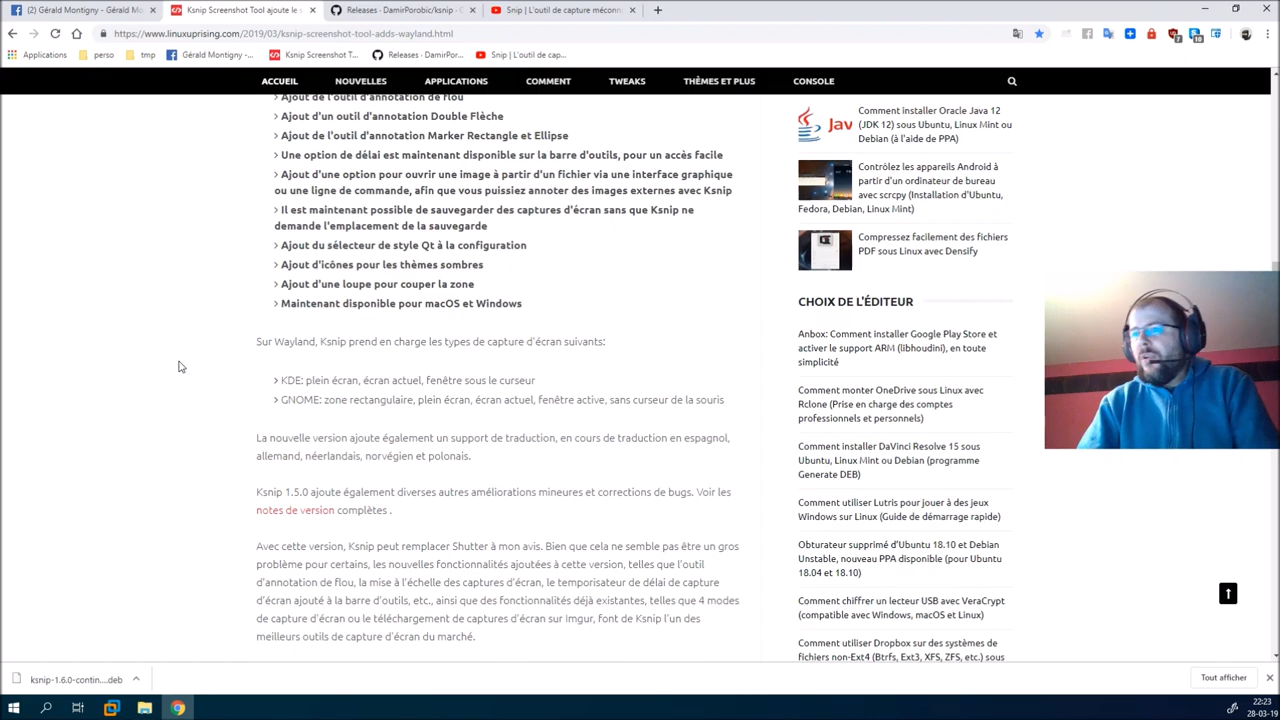 (2) Gérald Montigny - Gérald Mo
Ksnip Screenshot Tool ajoute le s
Releases - DamirPorobic/ksnip -
Snip | L'outil de capture méconn
https://www.linuxuprising.com/2019/03/ksnip-screenshot-tool-adds-wayland.html
Applications
perso
tmp
Gérald Montigny -...
Ksnip Screenshot T...
Releases - DamirPor...
Snip | L'outil de cap...
ACCUEIL
NOUVELLES
APPLICATIONS
COMMENT
TWEAKS
THÈMES ET PLUS
CONSOLE
Ajout de l'outil d'annotation de flou
Ajout d'un outil d'annotation Double Flèche
Ajout de l'outil d'annotation Marker Rectangle et Ellipse
Une option de délai est maintenant disponible sur la barre d'outils, pour un accès facile
Ajout d'une option pour ouvrir une image à partir d'un fichier via une interface graphique
ou une ligne de commande, afin que vous puissiez annoter des images externes avec Ksnip
Il est maintenant possible de sauvegarder des captures d'écran sans que Ksnip ne
demande l'emplacement de la sauvegarde
Ajout du sélecteur de style Qt à la configuration
Ajout d'icônes pour les thèmes sombres
Ajout d'une loupe pour couper la zone
Maintenant disponible pour macOS et Windows
Sur Wayland, Ksnip prend en charge les types de capture d'écran suivants:
KDE: plein écran, écran actuel, fenêtre sous le curseur
GNOME: zone rectangulaire, plein écran, écran actuel, fenêtre active, sans curseur de la souris
La nouvelle version ajoute également un support de traduction, en cours de traduction en espagnol,
allemand, néerlandais, norvégien et polonais.
Ksnip 1.5.0 ajoute également diverses autres améliorations mineures et corrections de bugs. Voir les
notes de version complètes .
Avec cette version, Ksnip peut remplacer Shutter à mon avis. Bien que cela ne semble pas être un gros
problème pour certains, les nouvelles fonctionnalités ajoutées à cette version, telles que l'outil
d'annotation de flou, la mise à l'échelle des captures d'écran, le temporisateur de délai de capture
d'écran ajouté à la barre d'outils, etc., ainsi que des fonctionnalités déjà existantes, telles que 4 modes
de capture d'écran ou le téléchargement de captures d'écran sur Imgur, font de Ksnip l'un des
meilleurs outils de capture d'écran du marché.
Java
Comment installer Oracle Java 12
(JDK 12) sous Ubuntu, Linux Mint ou
Debian (à l'aide de PPA)
Contrôlez les appareils Android à
partir d'un ordinateur de bureau
avec scrcpy (Installation d'Ubuntu,
Fedora, Debian, Linux Mint)
Compressez facilement des fichiers
PDF sous Linux avec Densify
CHOIX DE L'ÉDITEUR
Anbox: Comment installer Google Play Store et
activer le support ARM (libhoudini), en toute
simplicité
Comment monter OneDrive sous Linux avec
Rclone (Prise en charge des comptes
professionnels et personnels)
Comment installer DaVinci Resolve 15 sous
Ubuntu, Linux Mint ou Debian (programme
Generate DEB)
Comment utiliser Lutris pour jouer à des jeux
Windows sur Linux (Guide de démarrage rapide)
Obturateur supprimé d'Ubuntu 18.10 et Debian
Unstable, nouveau PPA disponible (pour Ubuntu
18.04 et 18.10)
Comment chiffrer un lecteur USB avec VeraCrypt
(compatible avec Windows, macOS et Linux)
Comment utiliser Dropbox sur des systèmes de
fichiers non-Ext4 (Btrfs, Ext3, XFS, ZFS, etc.) sous
ksnip-1.6.0-contin....deb
Tout afficher
22:23
28-03-19